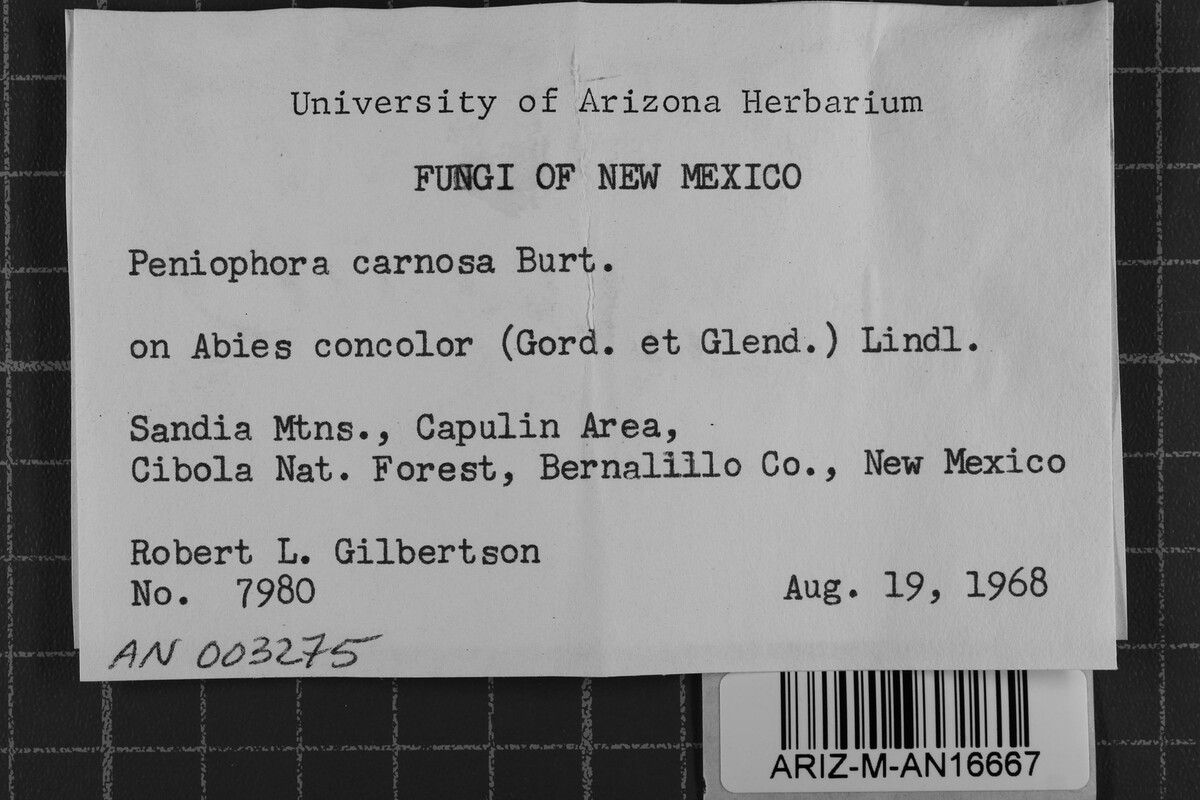 University of Arizona Herbarium
FUNGI OF NEW MEXICO
Peniophora carnosa Burt.
on Abies concolor (Gord. et Glend.) Lindl.
Sandia Mtns., Capulin Area,
Cibola Nat. Forest, Bernalillo Co., New Mexico
Robert L. Gilbertson
No. 7980
Aug. 19, 1968
AN 003275
ARIZ-M-AN16667